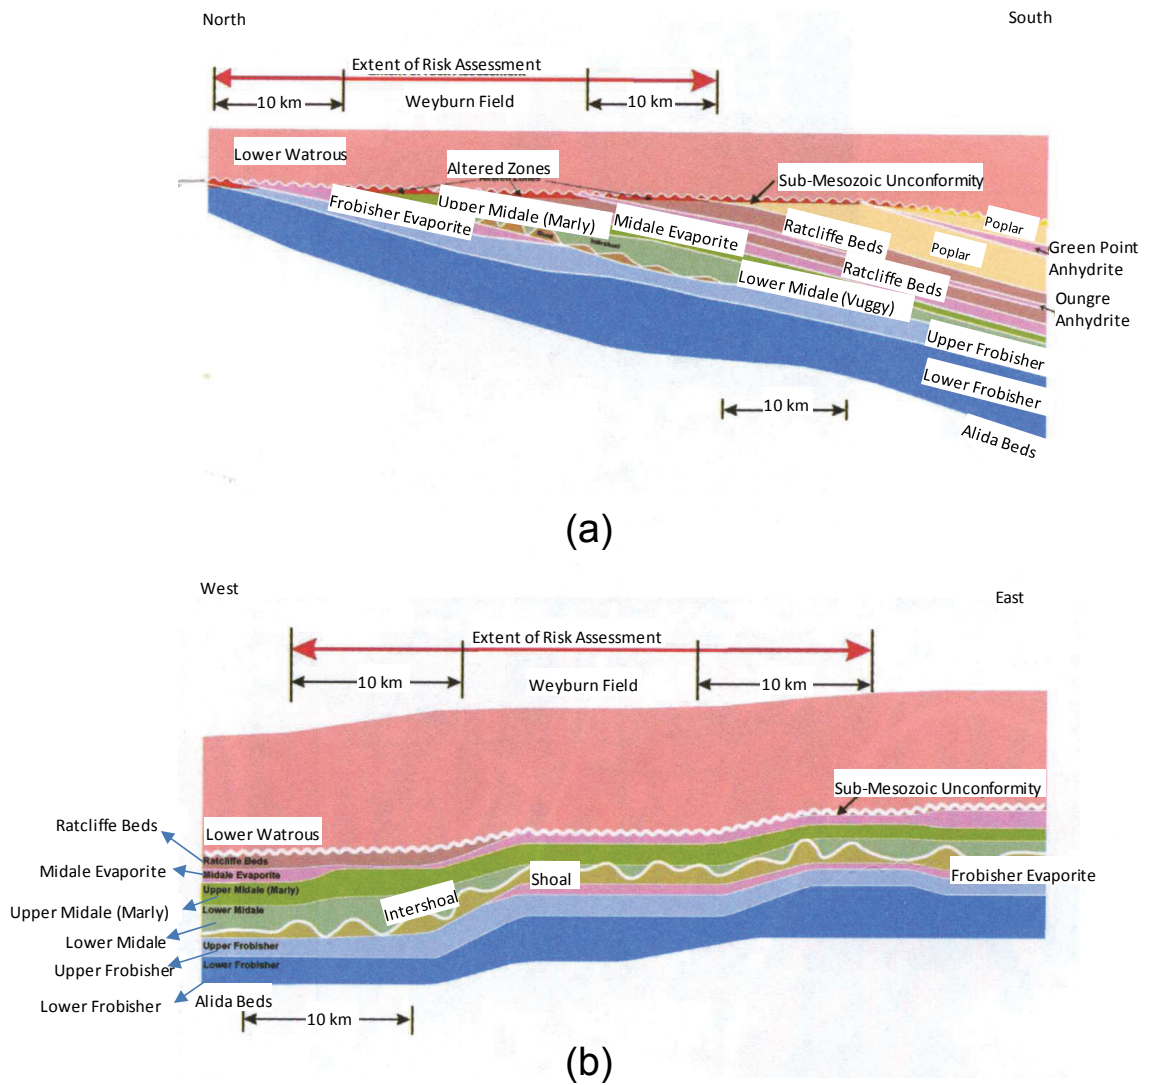 North
South
Extent of Risk Assessment
10 km
Weyburn Field
10 km
Lower Watrous
Altered Zones
Sub-Mesozoic Unconformity
Upper Midale (Marly)
Frobisher Evaporite
Midale Evaporite
Ratcliffe Beds
Poplar
Poplar
Green Point
Anhydrite
Ratcliffe Beds
Lower Midale (Vuggy)
Oungre
Anhydrite
Upper Frobisher
Lower Frobisher
10 km
Alida Beds
(a)
West
East
Extent of Risk Assessment
10 km
Weyburn Field
10 km
Sub-Mesozoic Unconformity
Ratcliffe Beds
Lower Watrous
Ratcliffe Beds
Midale Evaporite
Midale Evaporite
Shoal
Frobisher Evaporite
Upper Midale (Marly)
Upper Midale (Marly)
Intershoal
Lower Midale
Lower Midale
Upper Frobisher
Upper Frobisher
Lower Frobisher
Lower Frobisher
Alida Beds
10 km
(b)